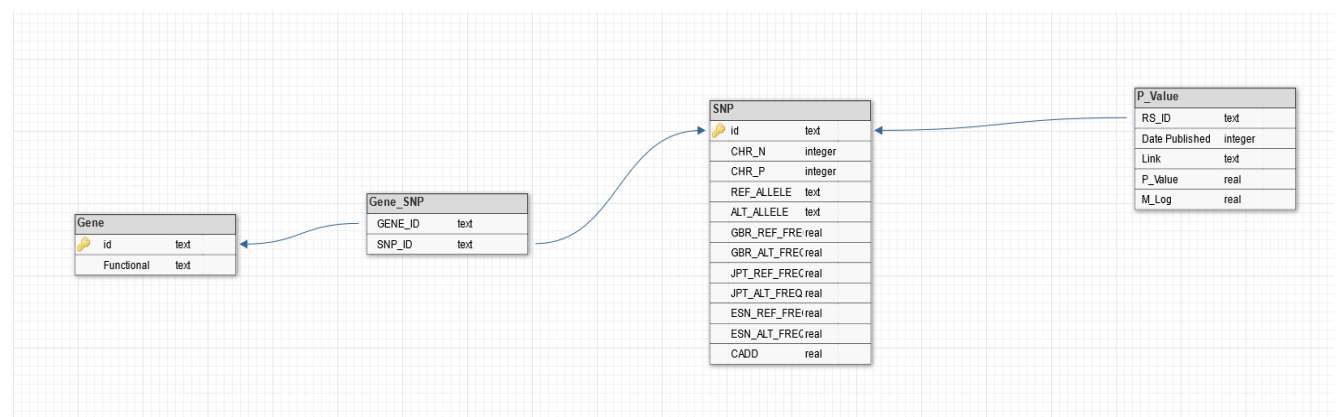 Gene
id text
Functional text
Gene_SNP
GENE_ID text
SNP_ID text
SNP
id text
CHR_N integer
CHR_P integer
REF_ALLELE text
ALT_ALLELE text
GBR_REF_FRE real
GBR_ALT_FREC real
JPT_REF_FREC real
JPT_ALT_FREQ real
ESN_REF_FRE real
ESN_ALT_FREC real
CADD real
P_Value
RS_ID text
Date Published integer
Link text
P_Value real
M_Log real